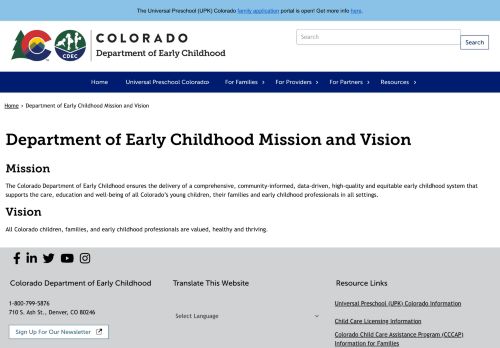 The Universal Preschool (UPK) Colorado family application portal is open! Get more info here.
COLORADO
Department of Early Childhood
CDEC
Search
Search
Home
Universal Preschool Colorado
For Families
For Providers
For Partners
Resources
Home › Department of Early Childhood Mission and Vision
Department of Early Childhood Mission and Vision
Mission
The Colorado Department of Early Childhood ensures the delivery of a comprehensive, community-informed, data-driven, high-quality and equitable early childhood system that
supports the care, education and well-being of all Colorado's young children, their families and early childhood professionals in all settings.
Vision
All Colorado children, families, and early childhood professionals are valued, healthy and thriving.
Colorado Department of Early Childhood
1-800-799-5876
710 S. Ash St., Denver, CO 80246
Sign Up For Our Newsletter
Translate This Website
Select Language
Resource Links
Universal Preschool (UPK) Colorado Information
Child Care Licensing Information
Colorado Child Care Assistance Program (CCCAP)
Information for Families